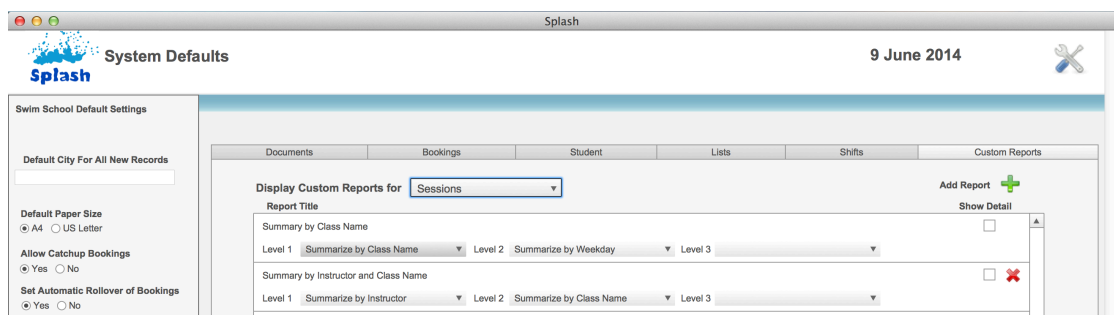 Splash
Splash
System Defaults
9 June 2014
Swim School Default Settings
Default City For All New Records
Default Paper Size
A4 US Letter
Allow Catchup Bookings
Yes No
Set Automatic Rollover of Bookings
Yes No
Documents Bookings Student Lists Shifts Custom Reports
Display Custom Reports for Sessions
Add Report
Report Title Show Detail
Summary by Class Name
Level 1 Summarize by Class Name Level 2 Summarize by Weekday Level 3
Summary by Instructor and Class Name
Level 1 Summarize by Instructor Level 2 Summarize by Class Name Level 3